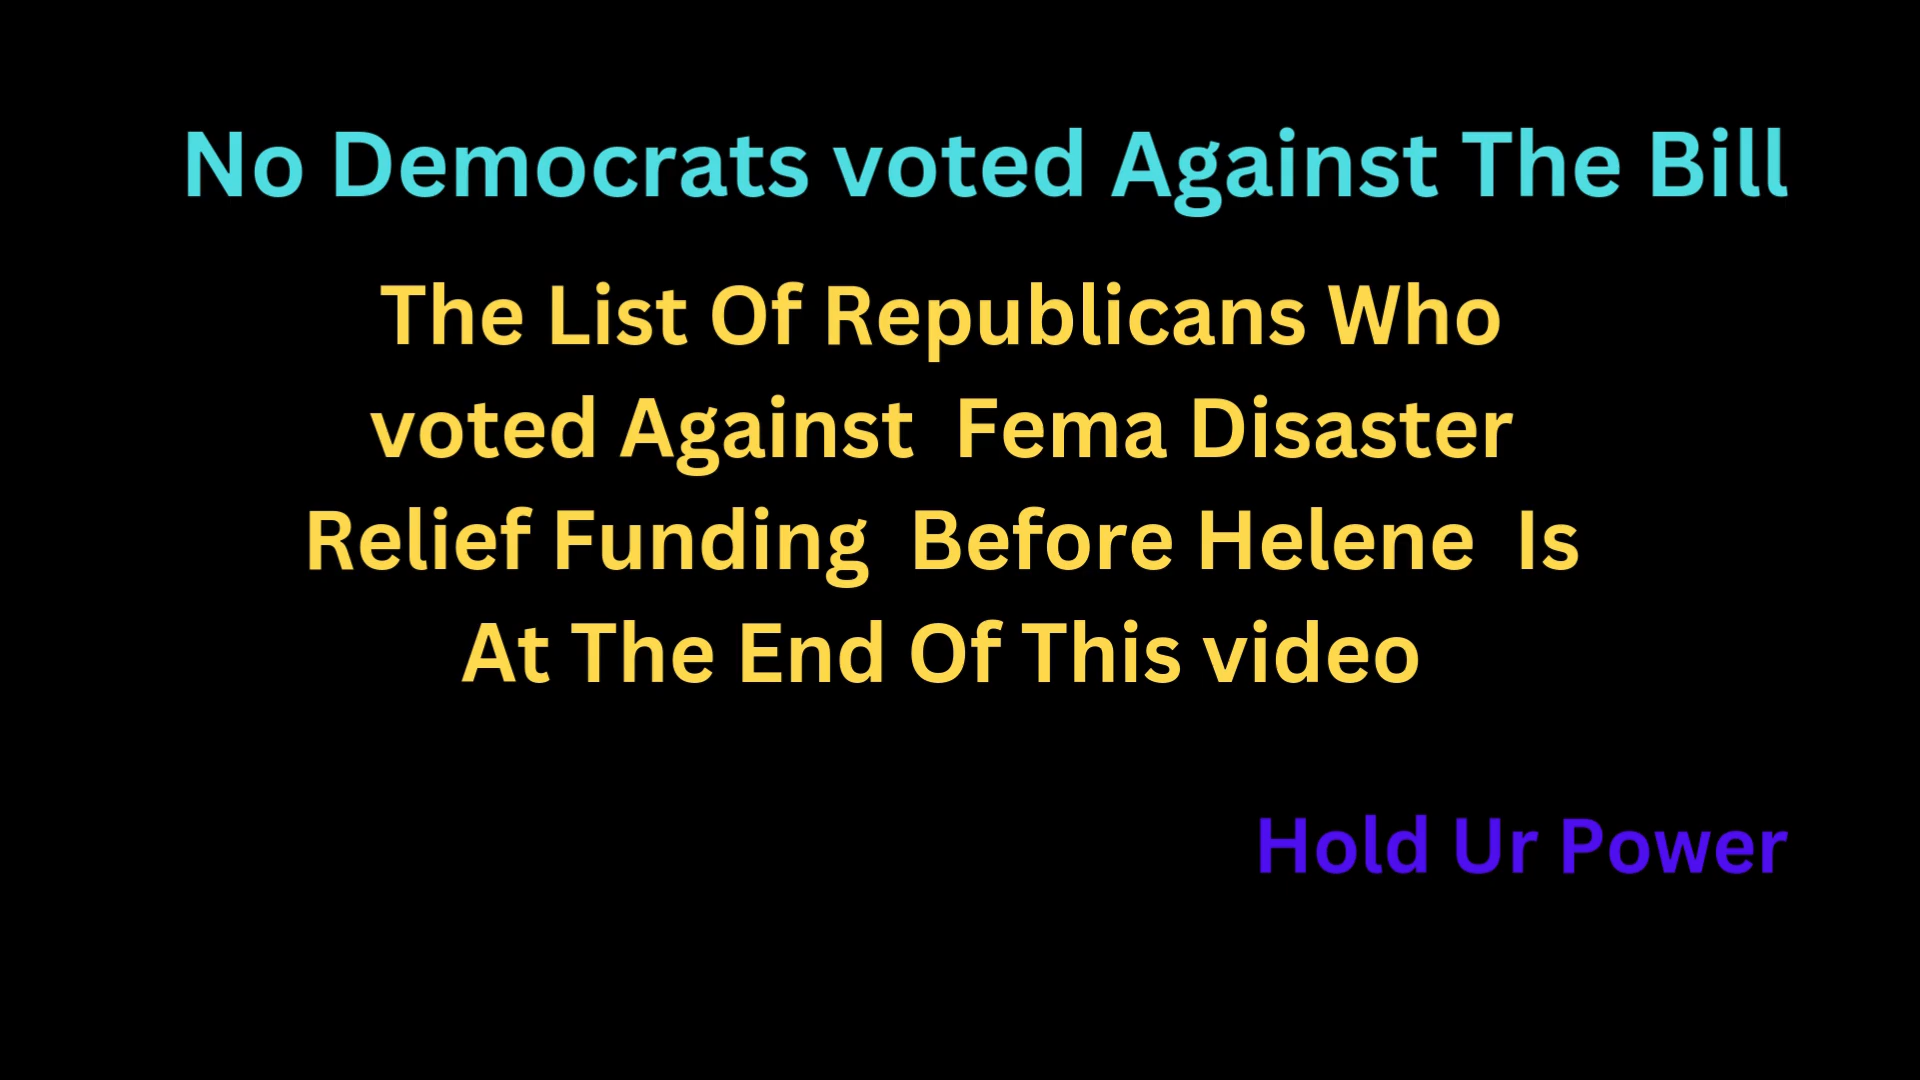 No Democrats voted Against The Bill
The List Of Republicans Who
voted Against Fema Disaster
Relief Funding Before Helene Is
At The End Of This video
Hold Ur Power